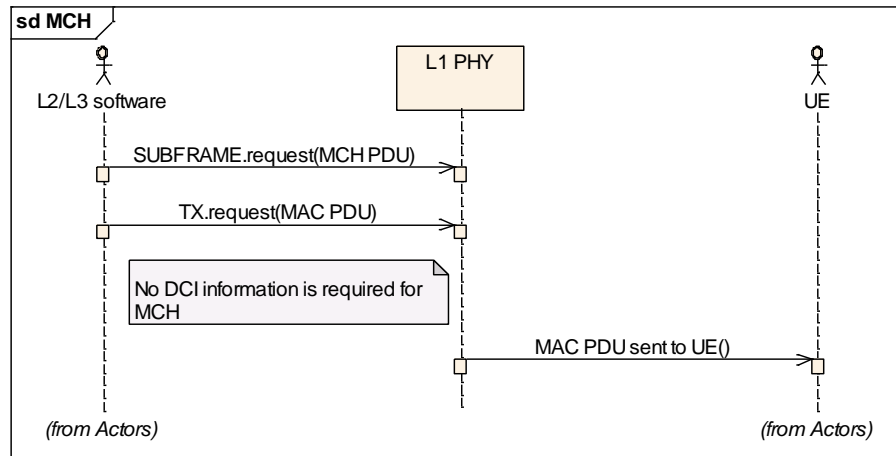 sd MCH
L2/L3 software
L1 PHY
UE
SUBFRAME.request(MCH PDU)
TX.request(MAC PDU)
No DCI information is required for
MCH
MAC PDU sent to UE()
(from Actors)
(from Actors)